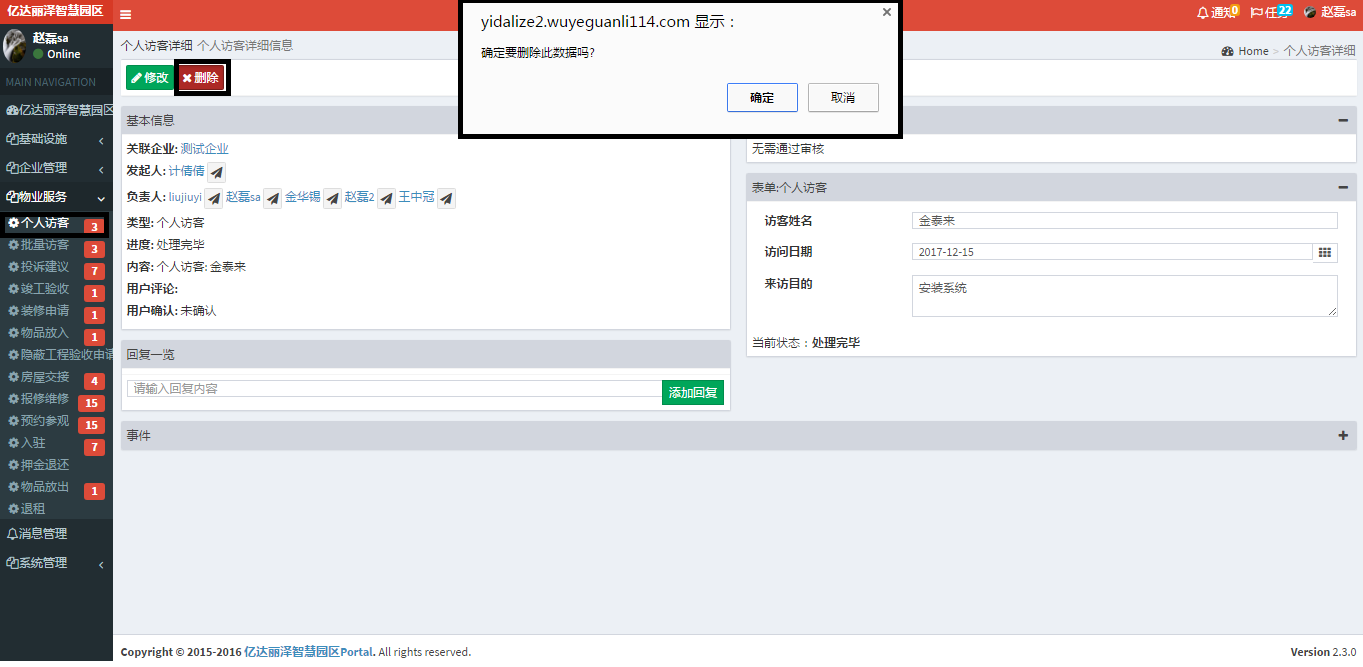 亿达丽泽智慧园区
通知 0
任务 22
赵磊sa
赵磊sa
Online
MAIN NAVIGATION
亿达丽泽智慧园区
基础设施
企业管理
物业服务
个人访客 3
批量访客 3
投诉建议 7
竣工验收 1
装修申请 1
物品放入 1
隐蔽工程验收申请
房屋交接 4
报修维修 15
预约参观 15
入驻 7
押金退还
物品放出 1
退租
消息管理
系统管理
个人访客详细 个人访客详细信息
Home > 个人访客详细
修改 删除
yidalize2.wuyeguanli114.com 显示：
确定要删除此数据吗?
确定 取消
基本信息
关联企业: 测试企业
发起人: 计倩倩
负责人: liujiuyi 赵磊sa 金华锡 赵磊2 王中冠
类型: 个人访客
进度: 处理完毕
内容: 个人访客: 金泰来
用户评论:
用户确认: 未确认
回复一览
请输入回复内容 添加回复
无需通过审核
表单:个人访客
访客姓名 金泰来
访问日期 2017-12-15
来访目的 安装系统
当前状态：处理完毕
事件
Copyright © 2015-2016 亿达丽泽智慧园区Portal. All rights reserved.
Version 2.3.0